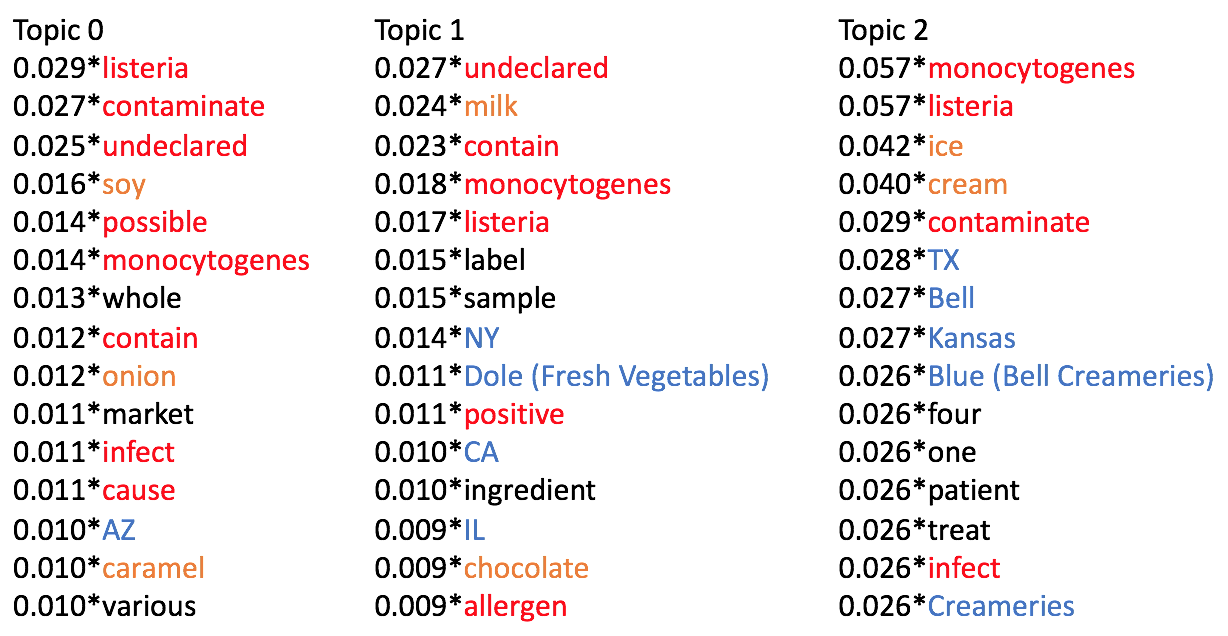 Topic 0
0.029*listeria
0.027*contaminate
0.025*undeclared
0.016*soy
0.014*possible
0.014*monocytogenes
0.013*whole
0.012*contain
0.012*onion
0.011*market
0.011*infect
0.011*cause
0.010*AZ
0.010*caramel
0.010*various
Topic 1
0.027*undeclared
0.024*milk
0.023*contain
0.018*monocytogenes
0.017*listeria
0.015*label
0.015*sample
0.014*NY
0.011*Dole (Fresh Vegetables)
0.011*positive
0.010*CA
0.010*ingredient
0.009*IL
0.009*chocolate
0.009*allergen
Topic 2
0.057*monocytogenes
0.057*listeria
0.042*ice
0.040*cream
0.029*contaminate
0.028*TX
0.027*Bell
0.027*Kansas
0.026*Blue (Bell Creameries)
0.026*four
0.026*one
0.026*patient
0.026*treat
0.026*infect
0.026*Creameries